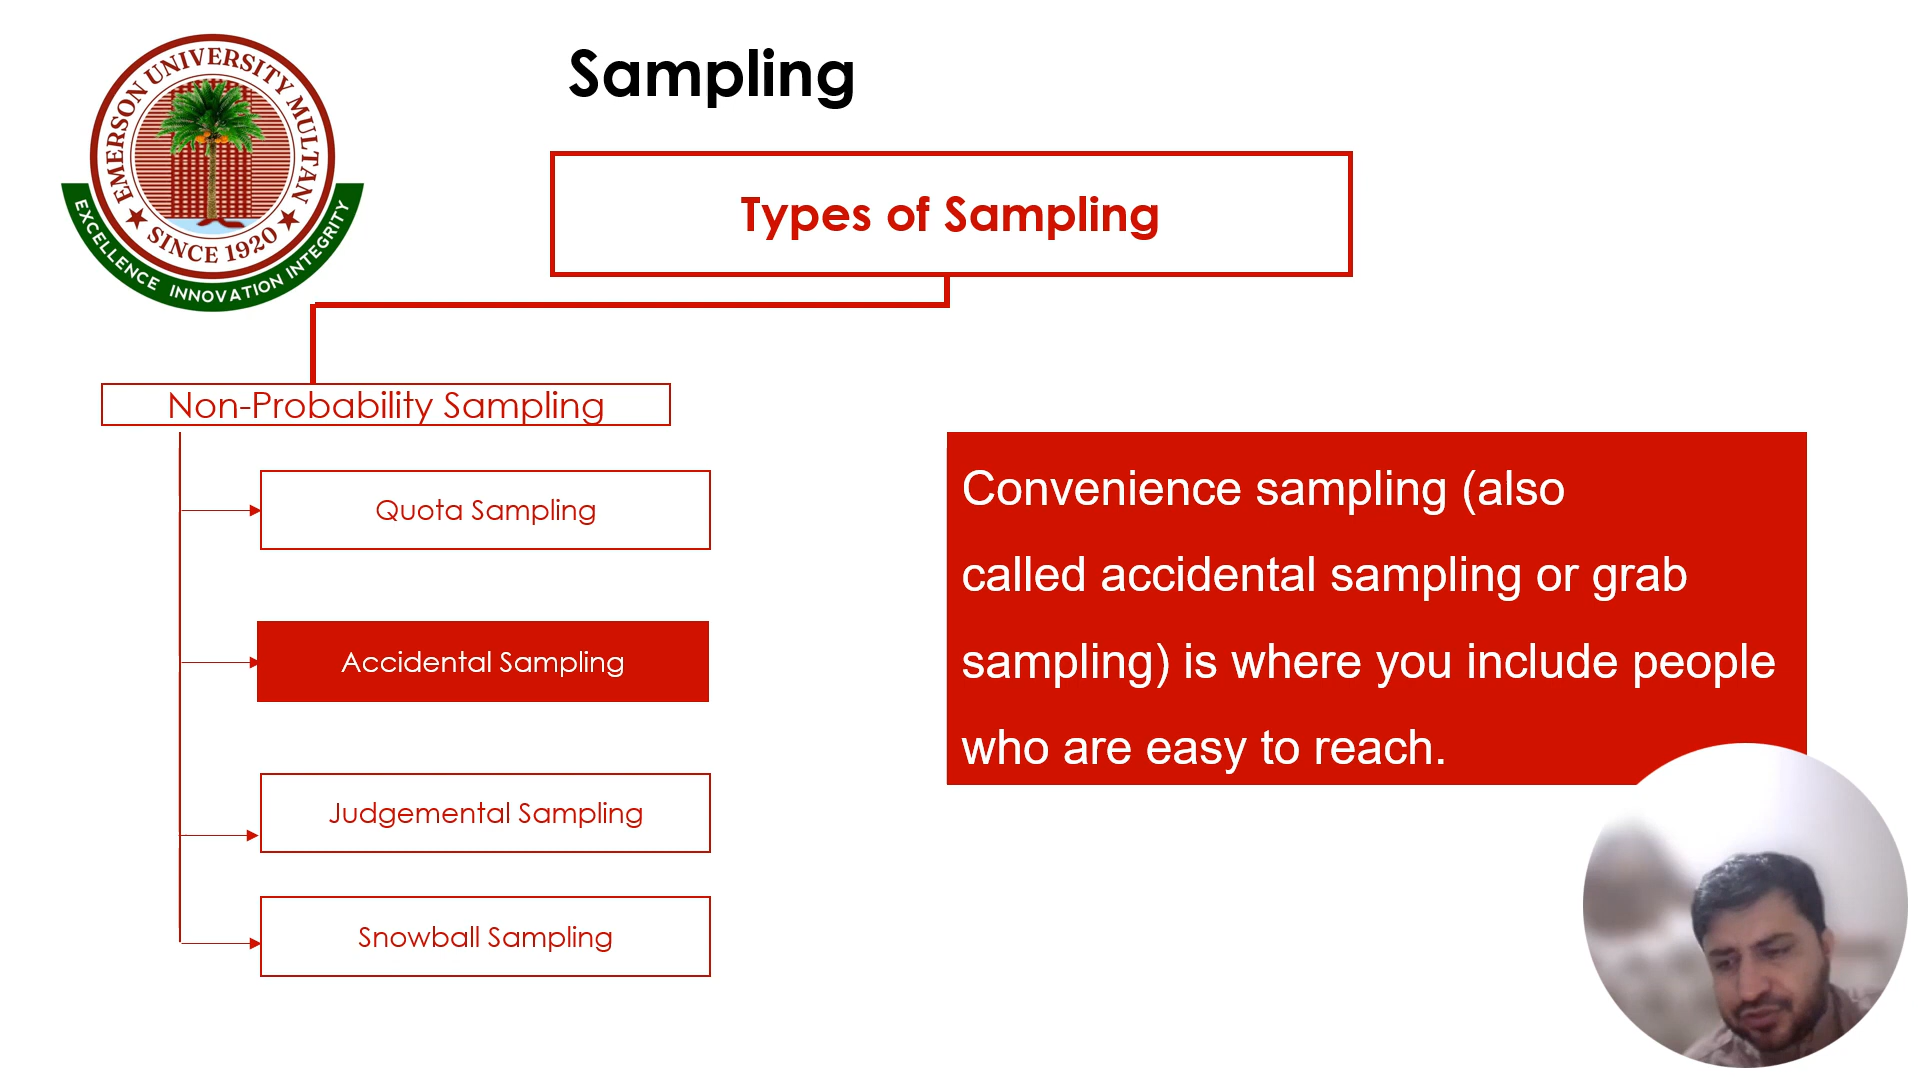 EMERSON UNIVERSITY MULTAN
SINCE 1920
EXCELLENCE INNOVATION INTEGRITY
Sampling
Types of Sampling
Non-Probability Sampling
Quota Sampling
Accidental Sampling
Judgemental Sampling
Snowball Sampling
Convenience sampling (also
called accidental sampling or grab
sampling) is where you include people
who are easy to reach.